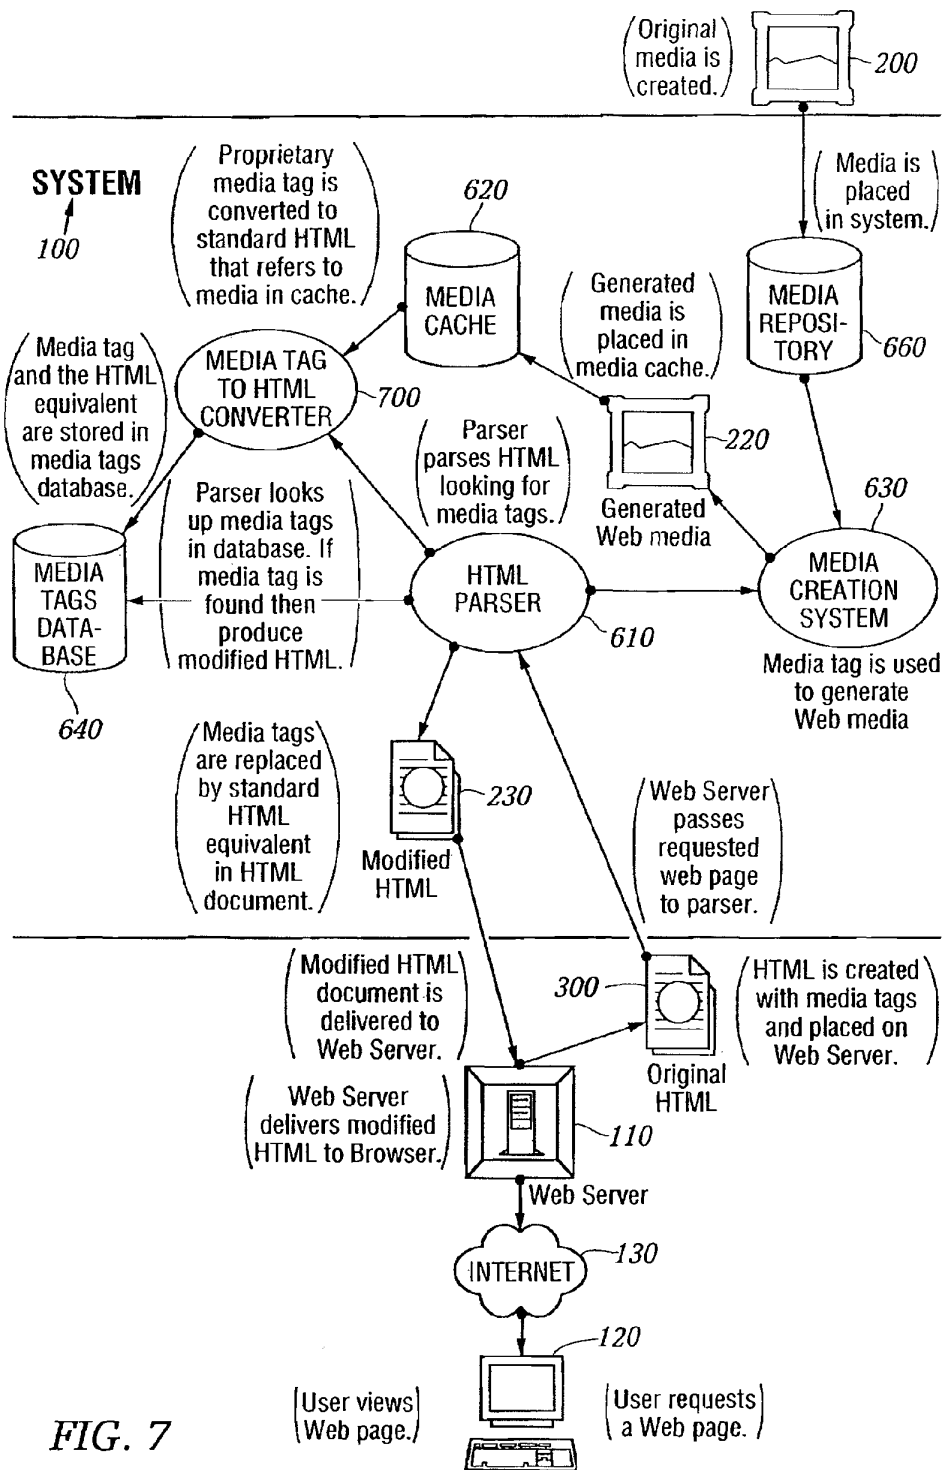 (Original
media is
created.)
200
SYSTEM
100
(Proprietary
media tag is
converted to
standard HTML
that refers to
media in cache.)
620
MEDIA
CACHE
(Media is
placed
in system.)
MEDIA
REPOSI-
TORY
660
(Generated
media is
placed in
media cache.)
(Media tag
and the HTML
equivalent
are stored in
media tags
database.)
MEDIA TAG
TO HTML
CONVERTER
700
220
Generated
Web media
(Parser
parses HTML
looking for
media tags.)
630
MEDIA
CREATION
SYSTEM
Media tag is used
to generate
Web media
(Parser looks
up media tags
in database. If
media tag is
found then
produce
modified HTML.)
HTML
PARSER
610
MEDIA
TAGS
DATA-
BASE
640
(Media tags
are replaced
by standard
HTML
equivalent
in HTML
document.)
230
Modified
HTML
(Web Server
passes
requested
web page
to parser.)
(Modified HTML
document is
delivered to
Web Server.)
300
Original
HTML
(HTML is created
with media tags
and placed on
Web Server.)
(Web Server
delivers modified
HTML to Browser.)
110
Web Server
130
INTERNET
120
(User views
Web page.)
(User requests
a Web page.)
FIG. 7